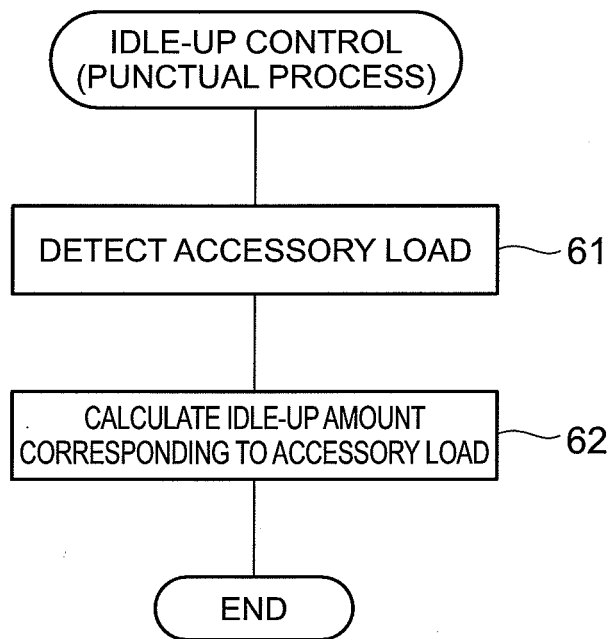 IDLE-UP CONTROL
(PUNCTUAL PROCESS)
DETECT ACCESSORY LOAD
61
CALCULATE IDLE-UP AMOUNT
CORRESPONDING TO ACCESSORY LOAD
62
END